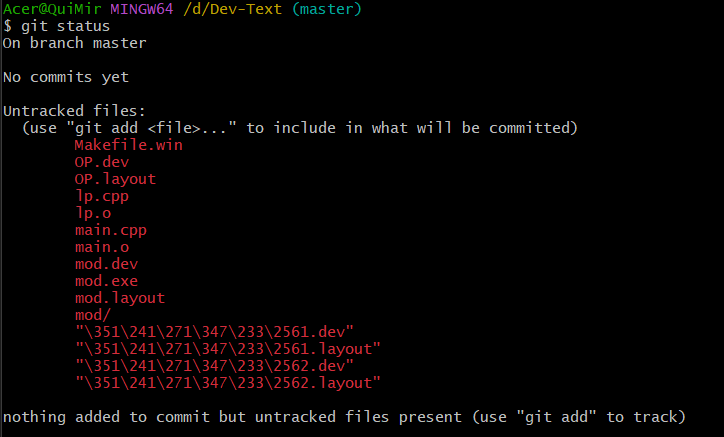 Acer@QuiMir MINGW64 /d/Dev-Text (master)
$ git status
On branch master
No commits yet
Untracked files:
(use "git add <file>..." to include in what will be committed)
Makefile.win
OP.dev
OP.layout
lp.cpp
lp.o
main.cpp
main.o
mod.dev
mod.exe
mod.layout
mod/
"\351\241\271\347\233\2561.dev"
"\351\241\271\347\233\2561.layout"
"\351\241\271\347\233\2562.dev"
"\351\241\271\347\233\2562.layout"
nothing added to commit but untracked files present (use "git add" to track)